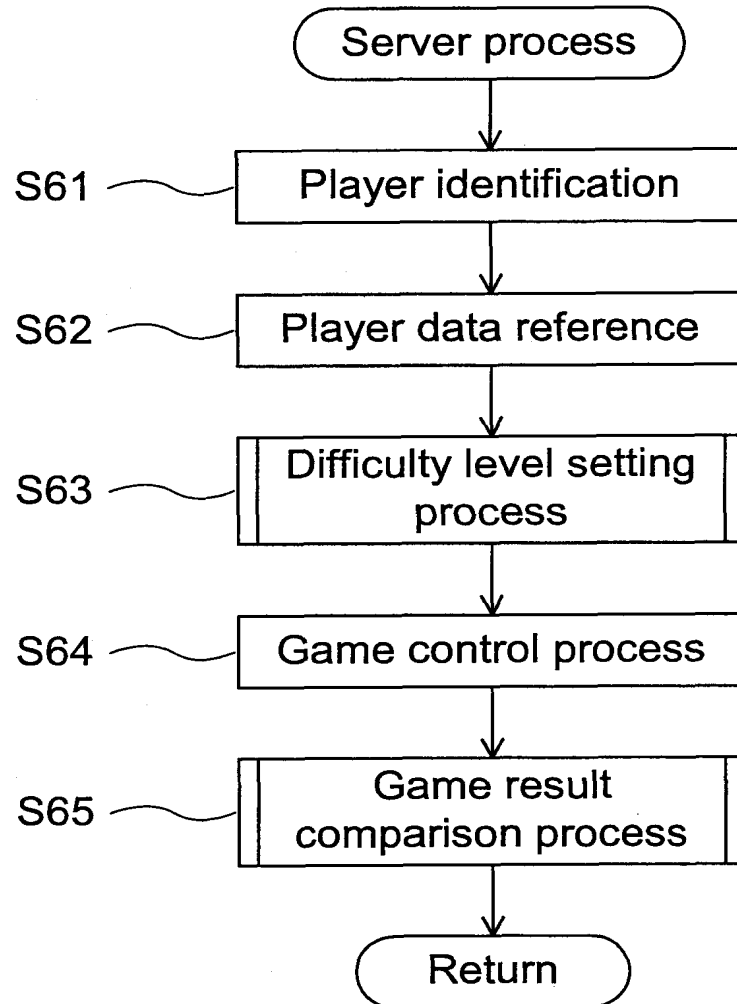 Server process
S61
Player identification
S62
Player data reference
S63
Difficulty level setting
process
S64
Game control process
S65
Game result
comparison process
Return